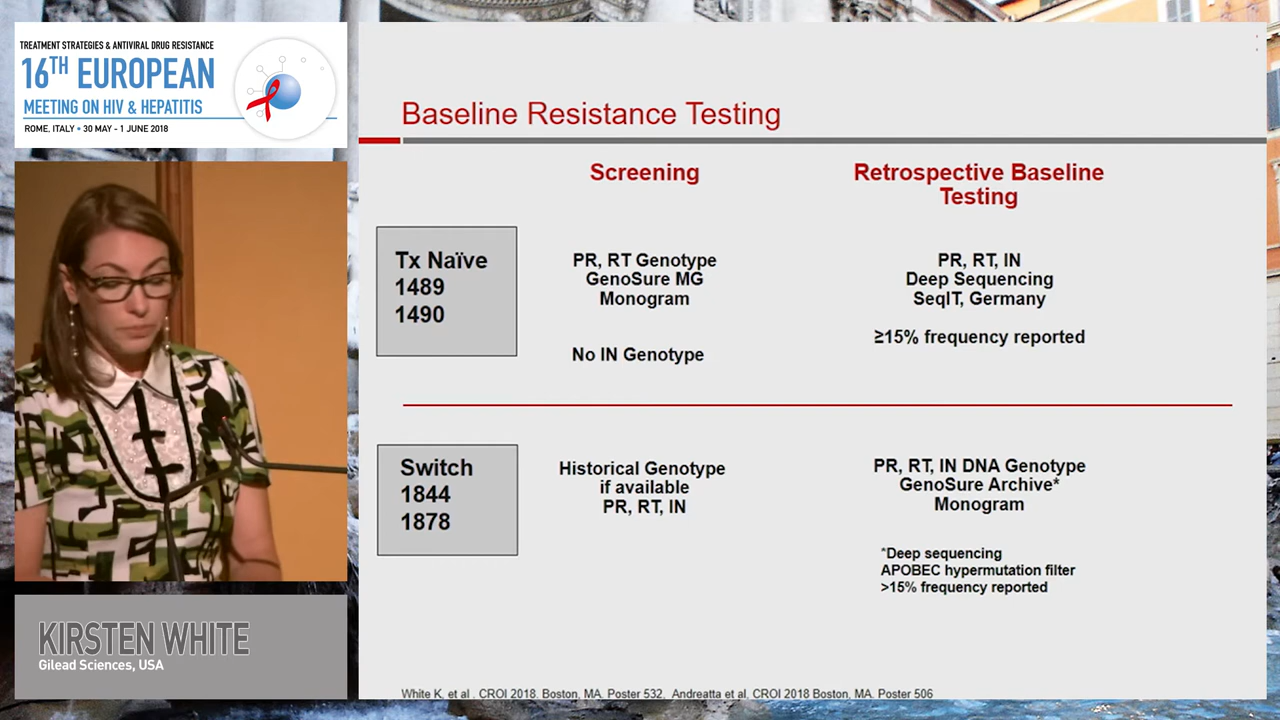 TREATMENT STRATEGIES & ANTIVIRAL DRUG RESISTANCE
16TH EUROPEAN
MEETING ON HIV & HEPATITIS
ROME, ITALY • 30 MAY - 1 JUNE 2018
KIRSTEN WHITE
Gilead Sciences, USA
Baseline Resistance Testing
Screening
Retrospective Baseline
Testing
Tx Naïve
1489
1490
PR, RT Genotype
GenoSure MG
Monogram
No IN Genotype
PR, RT, IN
Deep Sequencing
SeqIT, Germany
≥15% frequency reported
Switch
1844
1878
Historical Genotype
if available
PR, RT, IN
PR, RT, IN DNA Genotype
GenoSure Archive*
Monogram
*Deep sequencing
APOBEC hypermutation filter
>15% frequency reported
White K, et al . CROI 2018. Boston, MA. Poster 532, Andreatta et al, CROI 2018 Boston, MA. Poster 506